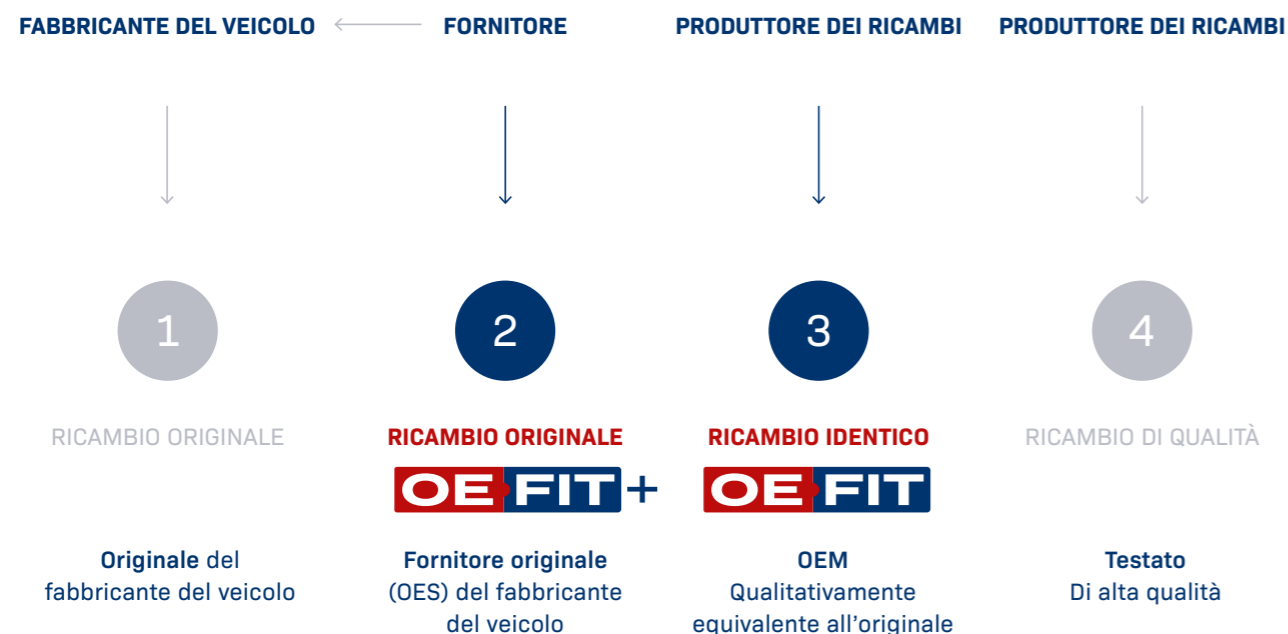 FABBRICANTE DEL VEICOLO
FORNITORE
PRODUTTORE DEI RICAMBI
PRODUTTORE DEI RICAMBI
1
2
3
4
RICAMBIO ORIGINALE
RICAMBIO ORIGINALE
RICAMBIO IDENTICO
RICAMBIO DI QUALITÀ
OE FIT+
OE FIT
Originale del
fabbricante del veicolo
Fornitore originale
(OES) del fabbricante
del veicolo
OEM
Qualitativamente
equivalente all’originale
Testato
Di alta qualità